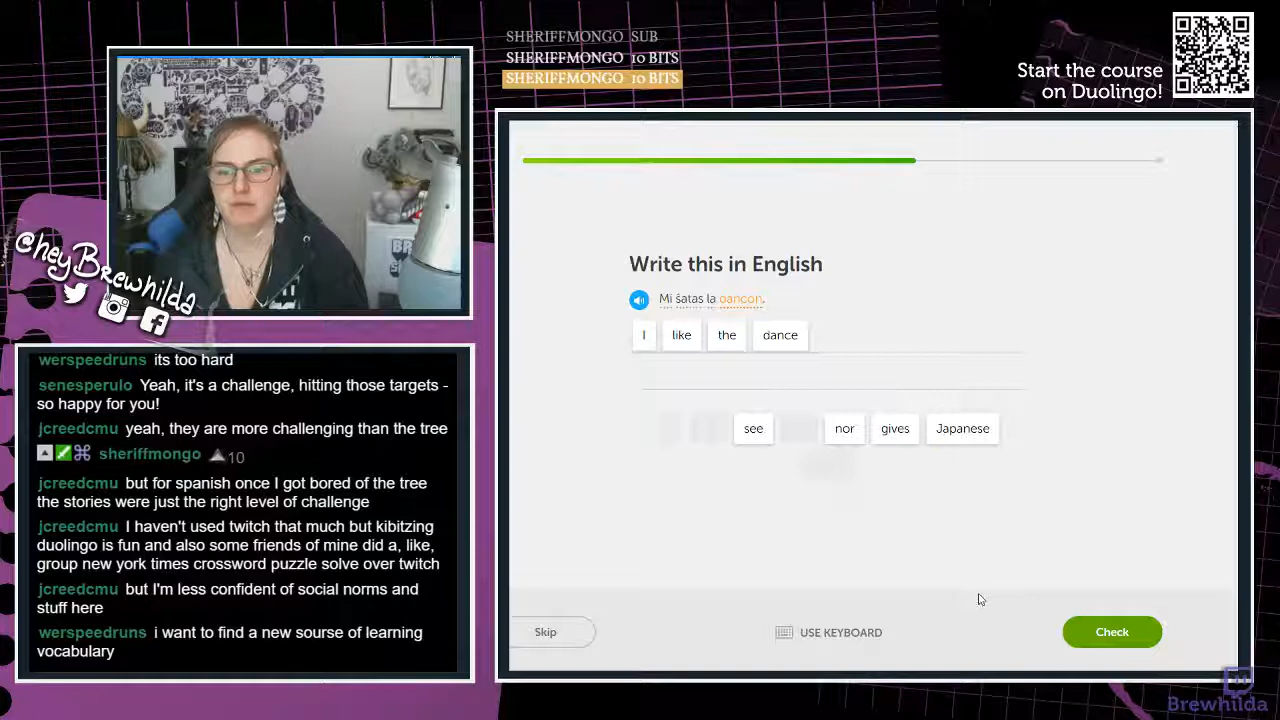 SHERIFFMONGO SUB
SHERIFFMONGO 10 BITS
SHERIFFMONGO 10 BITS
Start the course
on Duolingo!
@heyBrewhilda
Write this in English
Mi ŝatas la dancon.
I like the dance
see nor gives Japanese
Skip
USE KEYBOARD
Check
werspeedruns its too hard
senesperulo Yeah, it's a challenge, hitting those targets -
so happy for you!
jcreedcmu yeah, they are more challenging than the tree
sheriffmongo 10
jcreedcmu but for spanish once I got bored of the tree
the stories were just the right level of challenge
jcreedcmu I haven't used twitch that much but kibitzing
duolingo is fun and also some friends of mine did a, like,
group new york times crossword puzzle solve over twitch
jcreedcmu but I'm less confident of social norms and
stuff here
werspeedruns i want to find a new sourse of learning
vocabulary
Brewhilda